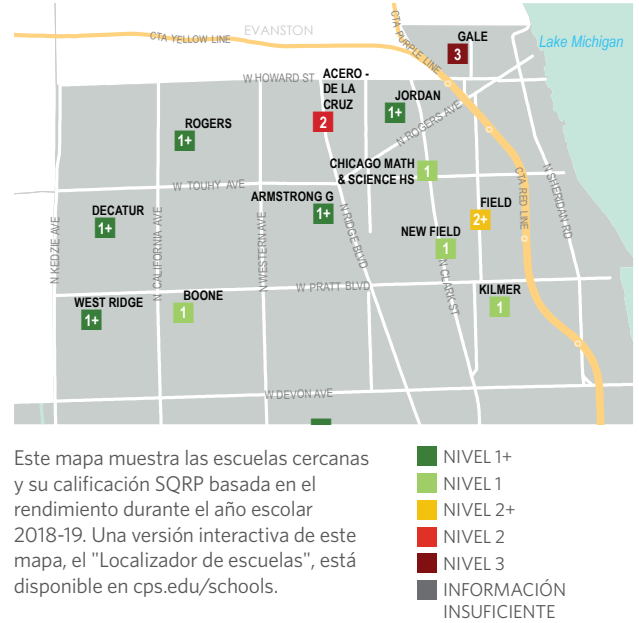 EVANSTON
CTA YELLOW LINE
CTA PURPLE LINE
GALE
3
Lake Michigan
W HOWARD ST
ACERO -
DE LA
CRUZ
2
JORDAN
1+
ROGERS
1+
N ROGERS AVE
CHICAGO MATH
& SCIENCE HS
1
W TOUHY AVE
CTA RED LINE
N SHERIDAN RD
DECATUR
1+
ARMSTRONG G
1+
FIELD
2+
NEW FIELD
1
N KEDZIE AVE
N CALIFORNIA AVE
N WESTERN AVE
N RIDGE BLVD
N CLARK ST
W PRATT BLVD
WEST RIDGE
1+
BOONE
1
KILMER
1
W DEVON AVE
Este mapa muestra las escuelas cercanas
y su calificación SQRP basada en el
rendimiento durante el año escolar
2018-19. Una versión interactiva de este
mapa, el "Localizador de escuelas", está
disponible en cps.edu/schools.
NIVEL 1+
NIVEL 1
NIVEL 2+
NIVEL 2
NIVEL 3
INFORMACIÓN
INSUFICIENTE